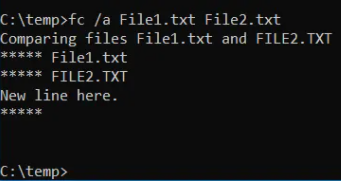 C:\temp>fc /a File1.txt File2.txt
Comparing files File1.txt and FILE2.TXT
***** File1.txt
***** FILE2.TXT
New line here.
*****
C:\temp>